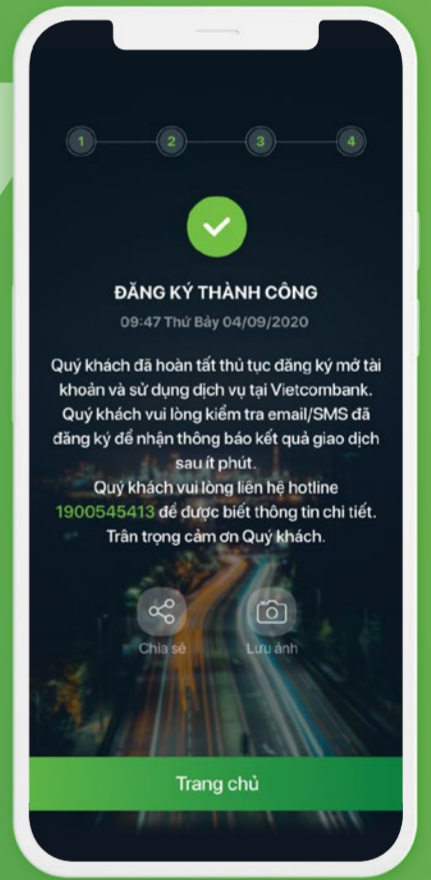 1 2 3 4
ĐĂNG KÝ THÀNH CÔNG
09:47 Thứ Bảy 04/09/2020
Quý khách đã hoàn tất thủ tục đăng ký mở tài
khoản và sử dụng dịch vụ tại Vietcombank.
Quý khách vui lòng kiểm tra email/SMS đã
đăng ký để nhận thông báo kết quả giao dịch
sau ít phút.
Quý khách vui lòng liên hệ hotline
1900545413 để được biết thông tin chi tiết.
Trân trọng cảm ơn Quý khách.
Chia sẻ Lưu ảnh
Trang chủ